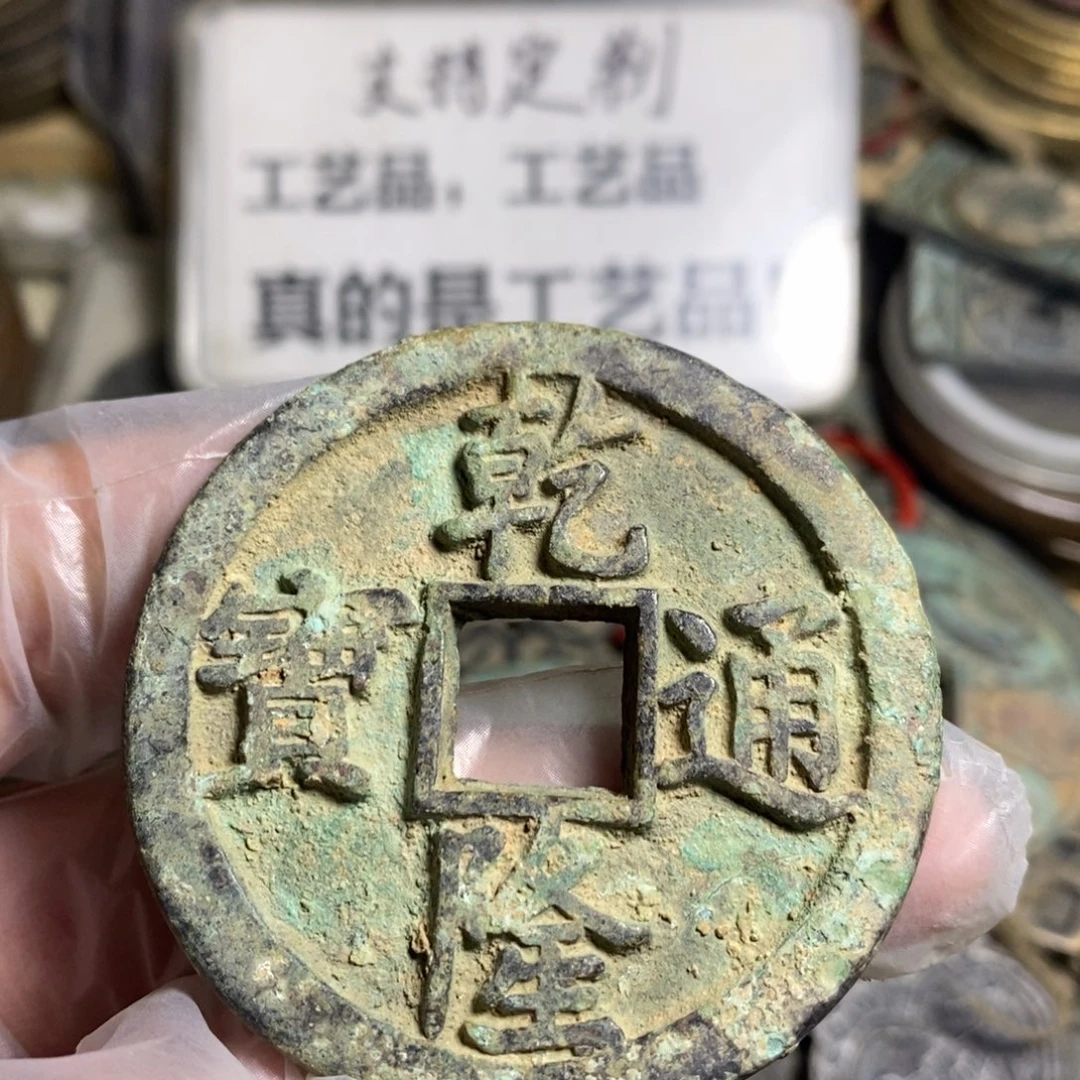 支持定制
工艺品，工艺品
真的是工艺品！
乾隆通寶